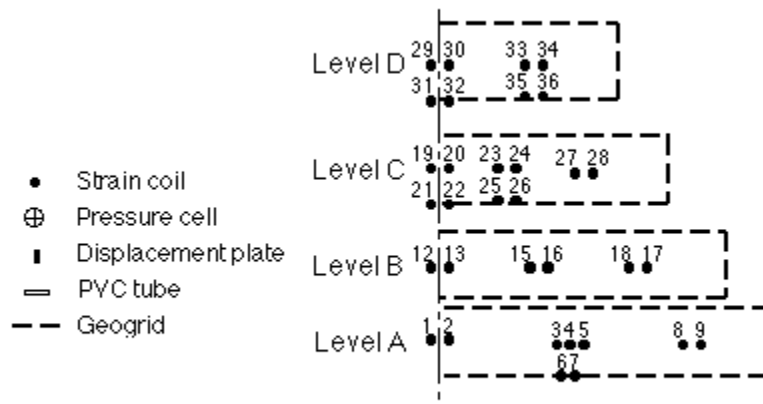 29 30 33 34
Level D
31 32 35 36
19 20 23 24 27 28
Level C
21 22 25 26
Strain coil
Pressure cell
Displacement plate
PVC tube
Geogrid
12 13 15 16 18 17
Level B
1 2 3 4 5 8 9
Level A
6 7